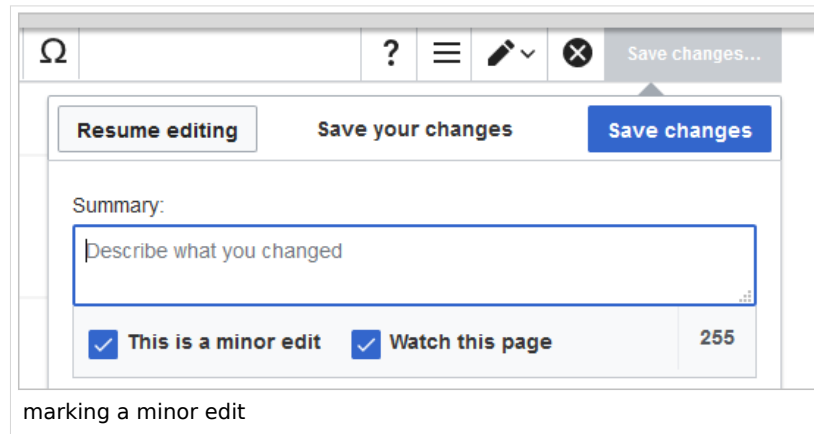 Ω ? Save changes...
Resume editing Save your changes Save changes
Summary:
Describe what you changed
This is a minor edit Watch this page 255
marking a minor edit